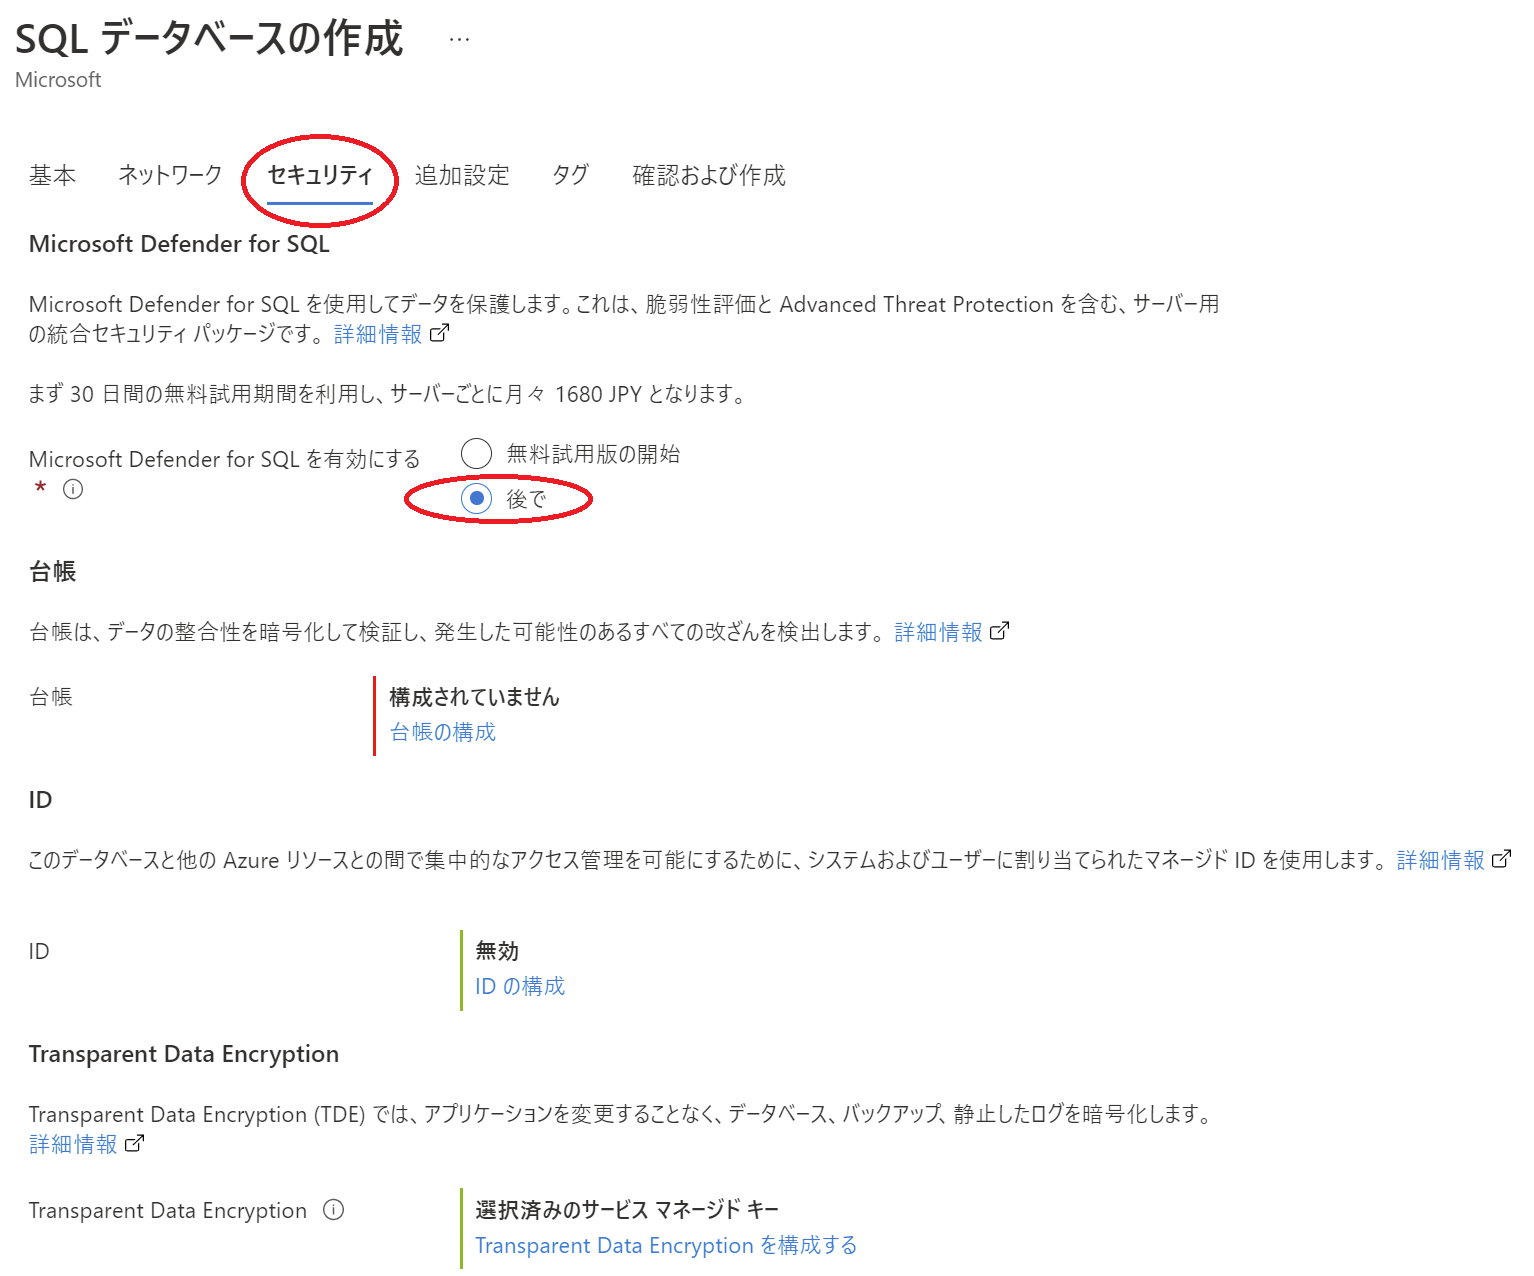 SQL データベースの作成 …
Microsoft
基本 ネットワーク セキュリティ 追加設定 タグ 確認および作成
Microsoft Defender for SQL
Microsoft Defender for SQL を使用してデータを保護します。これは、脆弱性評価と Advanced Threat Protection を含む、サーバー用
の統合セキュリティ パッケージです。 詳細情報
まず 30 日間の無料試用期間を利用し、サーバーごとに月々 1680 JPY となります。
Microsoft Defender for SQL を有効にする
*
無料試用版の開始
後で
台帳
台帳は、データの整合性を暗号化して検証し、発生した可能性のあるすべての改ざんを検出します。 詳細情報
台帳
構成されていません
台帳の構成
ID
このデータベースと他の Azure リソースとの間で集中的なアクセス管理を可能にするために、システムおよびユーザーに割り当てられたマネージド ID を使用します。 詳細情報
ID
無効
ID の構成
Transparent Data Encryption
Transparent Data Encryption (TDE) では、アプリケーションを変更することなく、データベース、バックアップ、静止したログを暗号化します。
詳細情報
Transparent Data Encryption
選択済みのサービス マネージド キー
Transparent Data Encryption を構成する